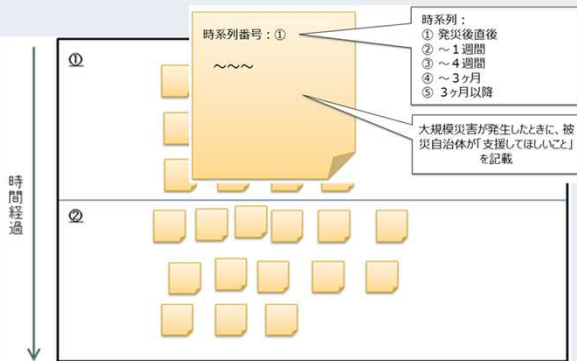 時系列番号：①
～～～
時系列：
① 発災後直後
② ～１週間
③ ～４週間
④ ～３ヶ月
⑤ ３ヶ月以降
大規模災害が発生したときに、被
災自治体が「支援してほしいこと」
を記載
時間経過
①
②